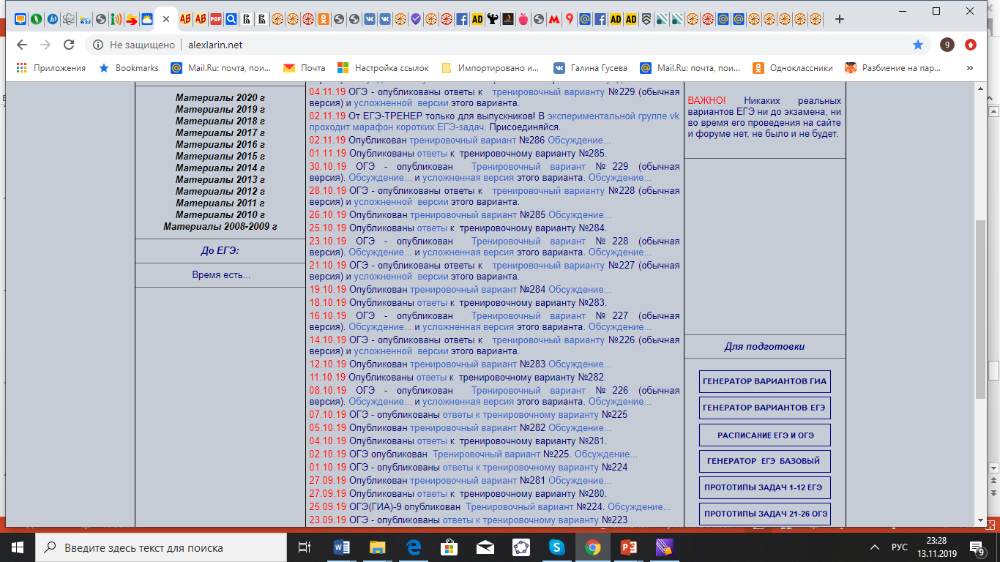 Не защищено
alexlarin.net
g
Приложения
Bookmarks
Mail.Ru: почта, пои...
Почта
Настройка ссылок
Импортировано и...
Галина Гусева
Mail.Ru: почта, пои...
Одноклассники
Разбиение на пар...
»
Материалы 2020 г
Материалы 2019 г
Материалы 2018 г
Материалы 2017 г
Материалы 2016 г
Материалы 2015 г
Материалы 2014 г
Материалы 2013 г
Материалы 2012 г
Материалы 2011 г
Материалы 2010 г
Материалы 2008-2009 г
До ЕГЭ:
Время есть...
04.11.19 ОГЭ - опубликованы ответы к тренировочному варианту №229 (обычная
версия) и усложненной версии этого варианта.
02.11.19 От ЕГЭ-ТРЕНЕР только для выпускников! В экспериментальной группе vk
проходит марафон коротких ЕГЭ-задач. Присоединяйся.
02.11.19 Опубликован тренировочный вариант №286 Обсуждение...
01.11.19 Опубликованы ответы к тренировочному варианту №285.
30.10.19 ОГЭ - опубликован Тренировочный вариант № 229 (обычная
версия). Обсуждение... и усложненная версия этого варианта. Обсуждение...
28.10.19 ОГЭ - опубликованы ответы к тренировочному варианту №228 (обычная
версия) и усложненной версии этого варианта.
26.10.19 Опубликован тренировочный вариант №285 Обсуждение...
25.10.19 Опубликованы ответы к тренировочному варианту №284.
23.10.19 ОГЭ - опубликован Тренировочный вариант № 228 (обычная
версия). Обсуждение... и усложненная версия этого варианта. Обсуждение...
21.10.19 ОГЭ - опубликованы ответы к тренировочному варианту №227 (обычная
версия) и усложненной версии этого варианта.
19.10.19 Опубликован тренировочный вариант №284 Обсуждение...
18.10.19 Опубликованы ответы к тренировочному варианту №283.
16.10.19 ОГЭ - опубликован Тренировочный вариант № 227 (обычная
версия). Обсуждение... и усложненная версия этого варианта. Обсуждение...
14.10.19 ОГЭ - опубликованы ответы к тренировочному варианту №226 (обычная
версия) и усложненной версии этого варианта.
12.10.19 Опубликован тренировочный вариант №283 Обсуждение...
11.10.19 Опубликованы ответы к тренировочному варианту №282.
08.10.19 ОГЭ - опубликован Тренировочный вариант № 226 (обычная
версия). Обсуждение... и усложненная версия этого варианта. Обсуждение...
07.10.19 ОГЭ - опубликованы ответы к тренировочному варианту №225
05.10.19 Опубликован тренировочный вариант №282 Обсуждение...
04.10.19 Опубликованы ответы к тренировочному варианту №281.
02.10.19 ОГЭ опубликован Тренировочный вариант №225. Обсуждение...
01.10.19 ОГЭ - опубликованы ответы к тренировочному варианту №224
27.09.19 Опубликован тренировочный вариант №281 Обсуждение...
27.09.19 Опубликованы ответы к тренировочному варианту №280.
25.09.19 ОГЭ(ГИА)-9 опубликован Тренировочный вариант №224. Обсуждение...
23.09.19 ОГЭ - опубликованы ответы к тренировочному варианту №223
ВАЖНО! Никаких реальных
вариантов ЕГЭ ни до экзамена, ни
во время его проведения на сайте
и форуме нет, не было и не будет.
Для подготовки
ГЕНЕРАТОР ВАРИАНТОВ ГИА
ГЕНЕРАТОР ВАРИАНТОВ ЕГЭ
РАСПИСАНИЕ ЕГЭ И ОГЭ
ГЕНЕРАТОР ЕГЭ БАЗОВЫЙ
ПРОТОТИПЫ ЗАДАЧ 1-12 ЕГЭ
ПРОТОТИПЫ ЗАДАЧ 21-26 ОГЭ
Введите здесь текст для поиска
РУС
23:28
13.11.2019
9